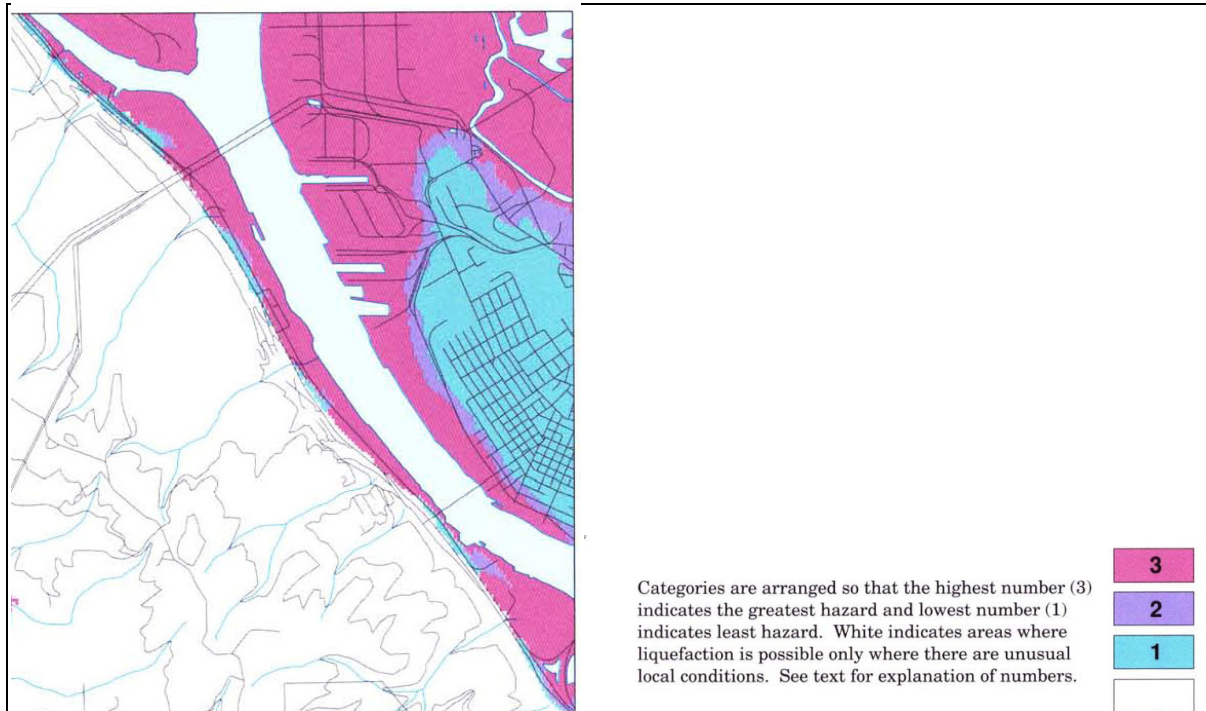 Categories are arranged so that the highest number (3)
indicates the greatest hazard and lowest number (1)
indicates least hazard. White indicates areas where
liquefaction is possible only where there are unusual
local conditions. See text for explanation of numbers.
3
2
1